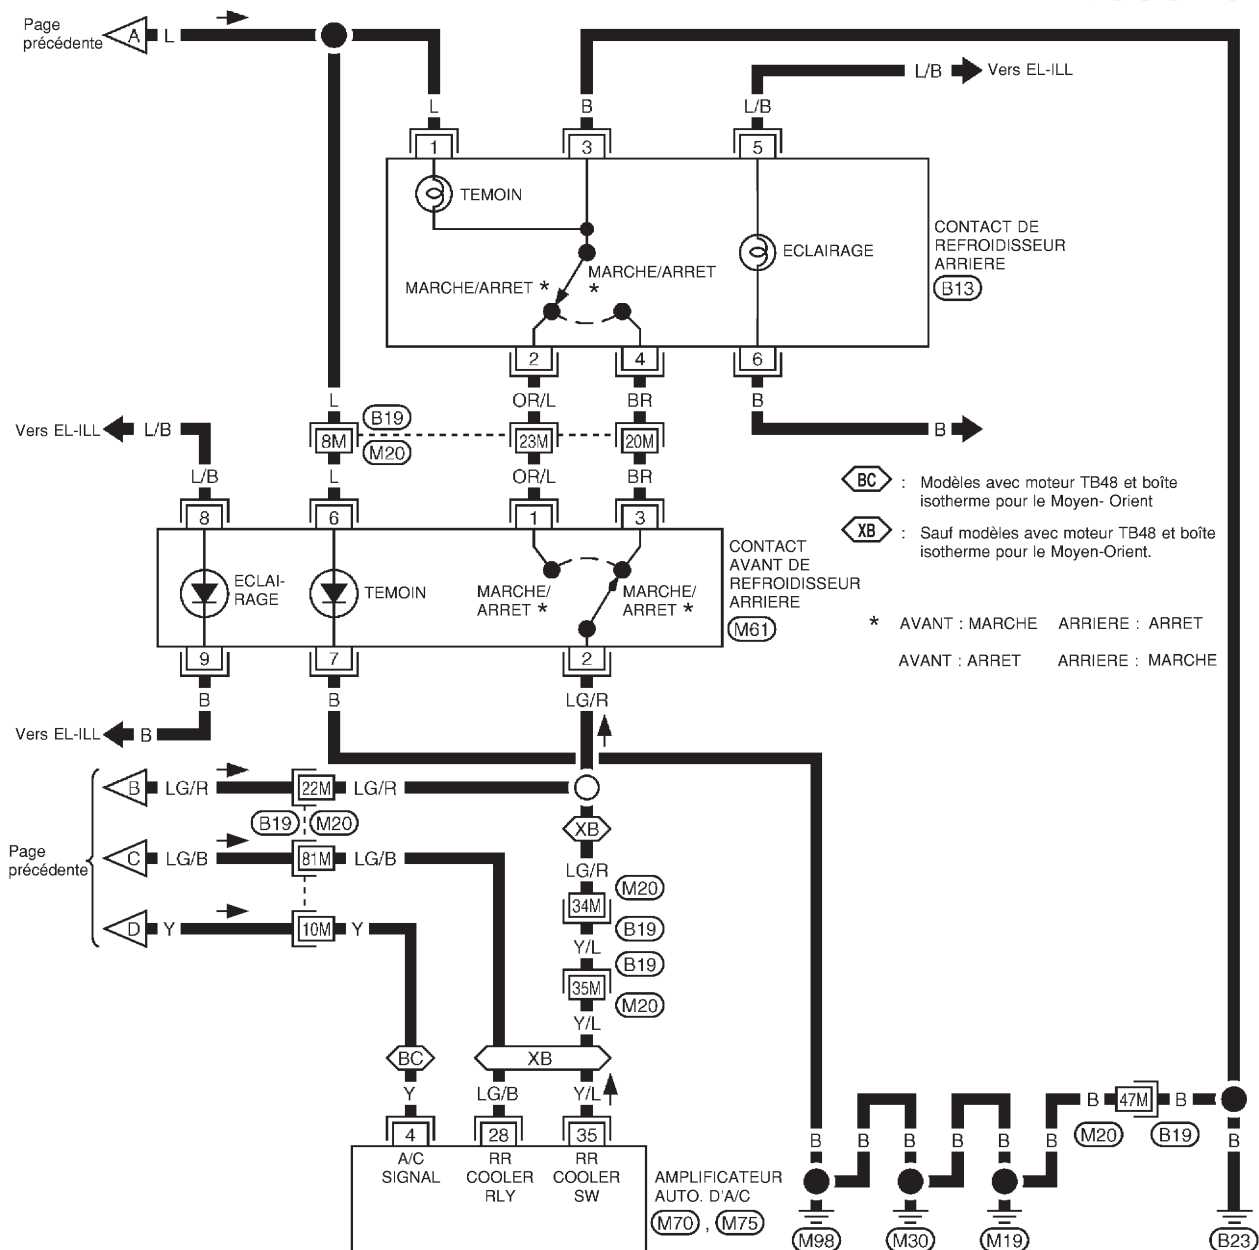 Page
précédente
A
L
L
B
L/B
L/B
Vers EL-ILL
1
3
5
TEMOIN
MARCHE/ARRET *
MARCHE/ARRET
*
ECLAIRAGE
CONTACT DE
REFROIDISSEUR
ARRIERE
B13
2
4
6
L
OR/L
BR
B
B
Vers EL-ILL
L/B
B19
8M
23M
20M
M20
L/B
L
OR/L
BR
BC : Modèles avec moteur TB48 et boîte
isotherme pour le Moyen- Orient
XB : Sauf modèles avec moteur TB48 et boîte
isotherme pour le Moyen-Orient.
8
6
1
3
ECLAI-
RAGE
TEMOIN
MARCHE/
ARRET *
MARCHE/
ARRET *
CONTACT
AVANT DE
REFROIDISSEUR
ARRIERE
M61
* AVANT : MARCHE ARRIERE : ARRET
AVANT : ARRET ARRIERE : MARCHE
9
7
2
B
B
LG/R
Vers EL-ILL
B
Page
précédente
B
LG/R
22M
LG/R
B19
M20
XB
C
LG/B
81M
LG/B
LG/R
M20
34M
B19
D
Y
10M
Y
Y/L
B19
35M
M20
Y/L
BC
XB
Y
LG/B
Y/L
4
28
35
A/C
SIGNAL
RR
COOLER
RLY
RR
COOLER
SW
AMPLIFICATEUR
AUTO. D'A/C
M70 , M75
B
47M
B
M20
B19
B
B
B
B
B
B
B
M98
M30
M19
B23